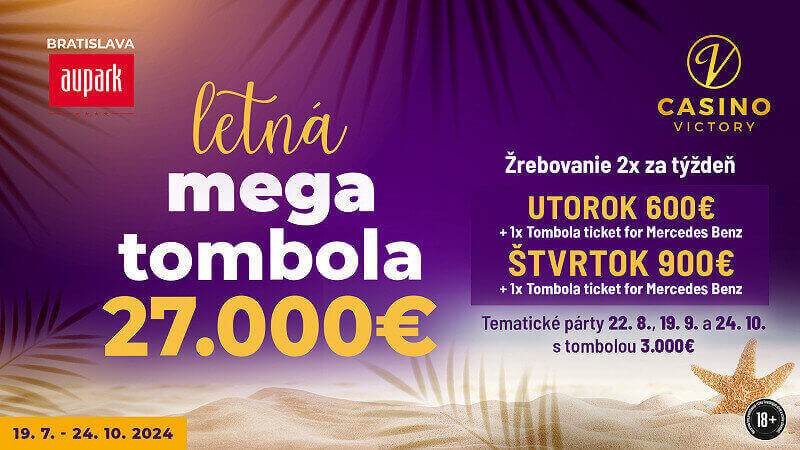 BRATISLAVA
aupark
letná
mega
tombola
27.000€
19. 7. - 24. 10. 2024
V
CASINO
VICTORY
Žrebovanie 2x za týždeň
UTOROK 600€
+ 1x Tombola ticket for Mercedes Benz
ŠTVRTOK 900€
+ 1x Tombola ticket for Mercedes Benz
Tematické párty 22. 8., 19. 9. a 24. 10.
s tombolou 3.000€
18+